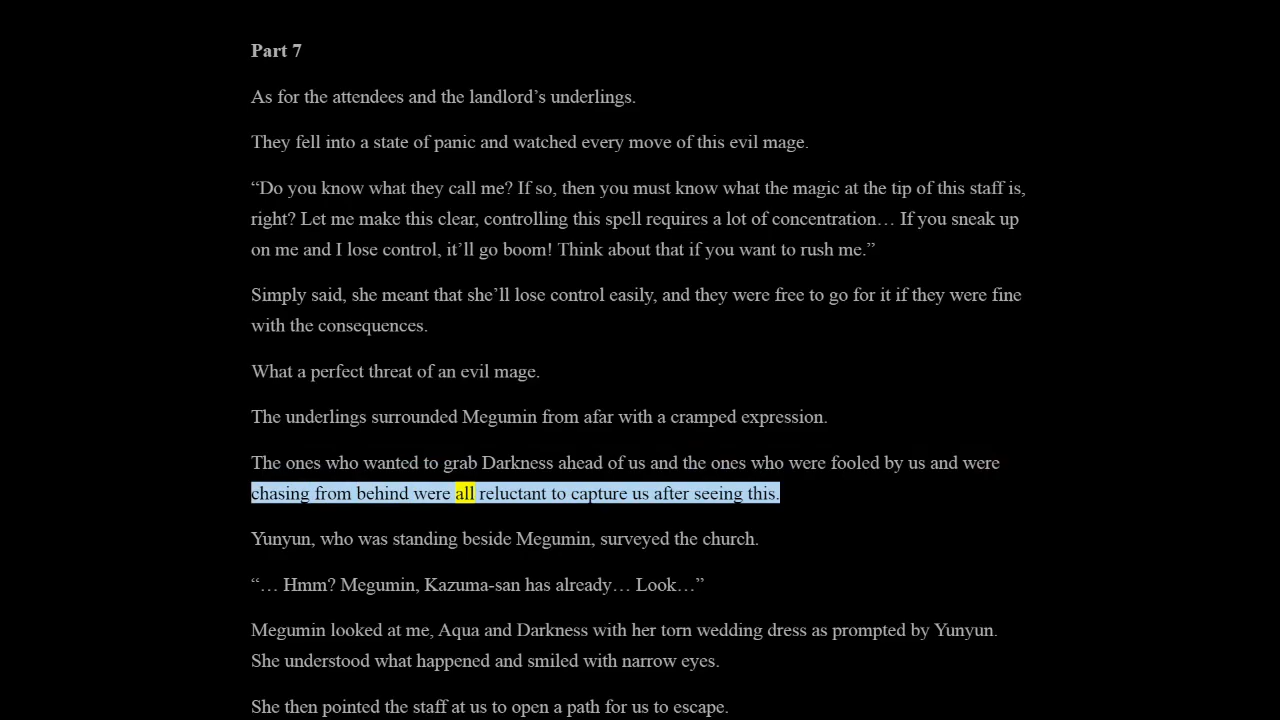 Part 7
As for the attendees and the landlord’s underlings.
They fell into a state of panic and watched every move of this evil mage.
“Do you know what they call me? If so, then you must know what the magic at the tip of this staff is,
right? Let me make this clear, controlling this spell requires a lot of concentration… If you sneak up
on me and I lose control, it’ll go boom! Think about that if you want to rush me.”
Simply said, she meant that she’ll lose control easily, and they were free to go for it if they were fine
with the consequences.
What a perfect threat of an evil mage.
The underlings surrounded Megumin from afar with a cramped expression.
The ones who wanted to grab Darkness ahead of us and the ones who were fooled by us and were
chasing from behind were all reluctant to capture us after seeing this.
Yunyun, who was standing beside Megumin, surveyed the church.
“… Hmm? Megumin, Kazuma-san has already… Look…”
Megumin looked at me, Aqua and Darkness with her torn wedding dress as prompted by Yunyun.
She understood what happened and smiled with narrow eyes.
She then pointed the staff at us to open a path for us to escape.